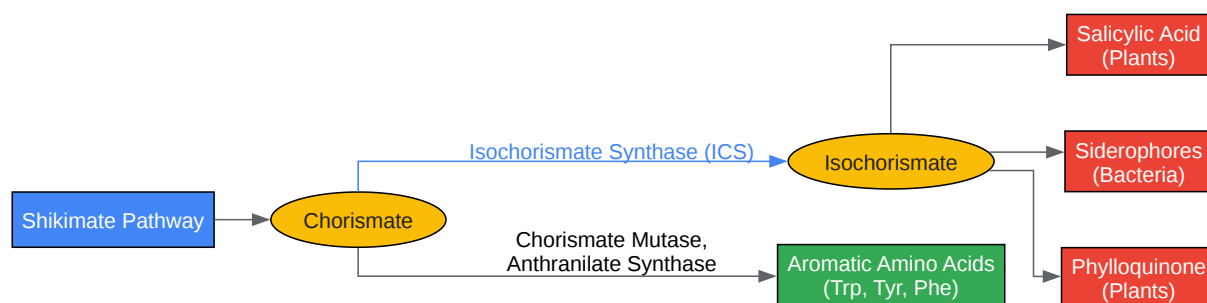 Salicylic Acid
(Plants)
Isochorismate Synthase (ICS)
Isochorismate
Siderophores
(Bacteria)
Shikimate Pathway
Chorismate
Chorismate Mutase,
Anthranilate Synthase
Aromatic Amino Acids
(Trp, Tyr, Phe)
Phylloquinone
(Plants)